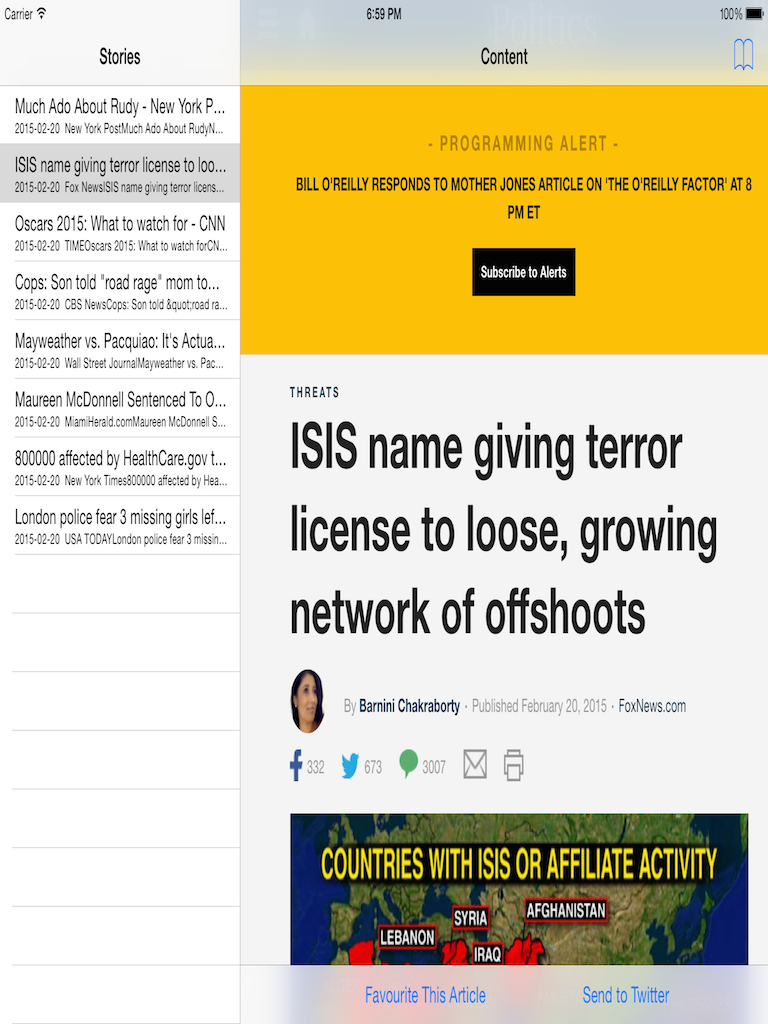 Carrier
6:59 PM
100%
Stories
Politics
Content
Much Ado About Rudy - New York P...
2015-02-20 New York PostMuch Ado About RudyN...
ISIS name giving terror license to loo...
2015-02-20 Fox NewsISIS name giving terror licens...
Oscars 2015: What to watch for - CNN
2015-02-20 TIMEOscars 2015: What to watch forCN...
Cops: Son told "road rage" mom to...
2015-02-20 CBS NewsCops: Son told &quot;road ra...
Mayweather vs. Pacquiao: It's Actua...
2015-02-20 Wall Street JournalMayweather vs. Pac...
Maureen McDonnell Sentenced To O...
2015-02-20 MiamiHerald.comMaureen McDonnell S...
800000 affected by HealthCare.gov t...
2015-02-20 New York Times800000 affected by Hea...
London police fear 3 missing girls lef...
2015-02-20 USA TODAYLondon police fear 3 missin...
- PROGRAMMING ALERT -
BILL O'REILLY RESPONDS TO MOTHER JONES ARTICLE ON 'THE O'REILLY FACTOR' AT 8
PM ET
Subscribe to Alerts
THREATS
ISIS name giving terror
license to loose, growing
network of offshoots
By Barnini Chakraborty · Published February 20, 2015 · FoxNews.com
332 673 3007
COUNTRIES WITH ISIS OR AFFILIATE ACTIVITY
AFGHANISTAN
SYRIA
LEBANON
IRAQ
Favourite This Article
Send to Twitter